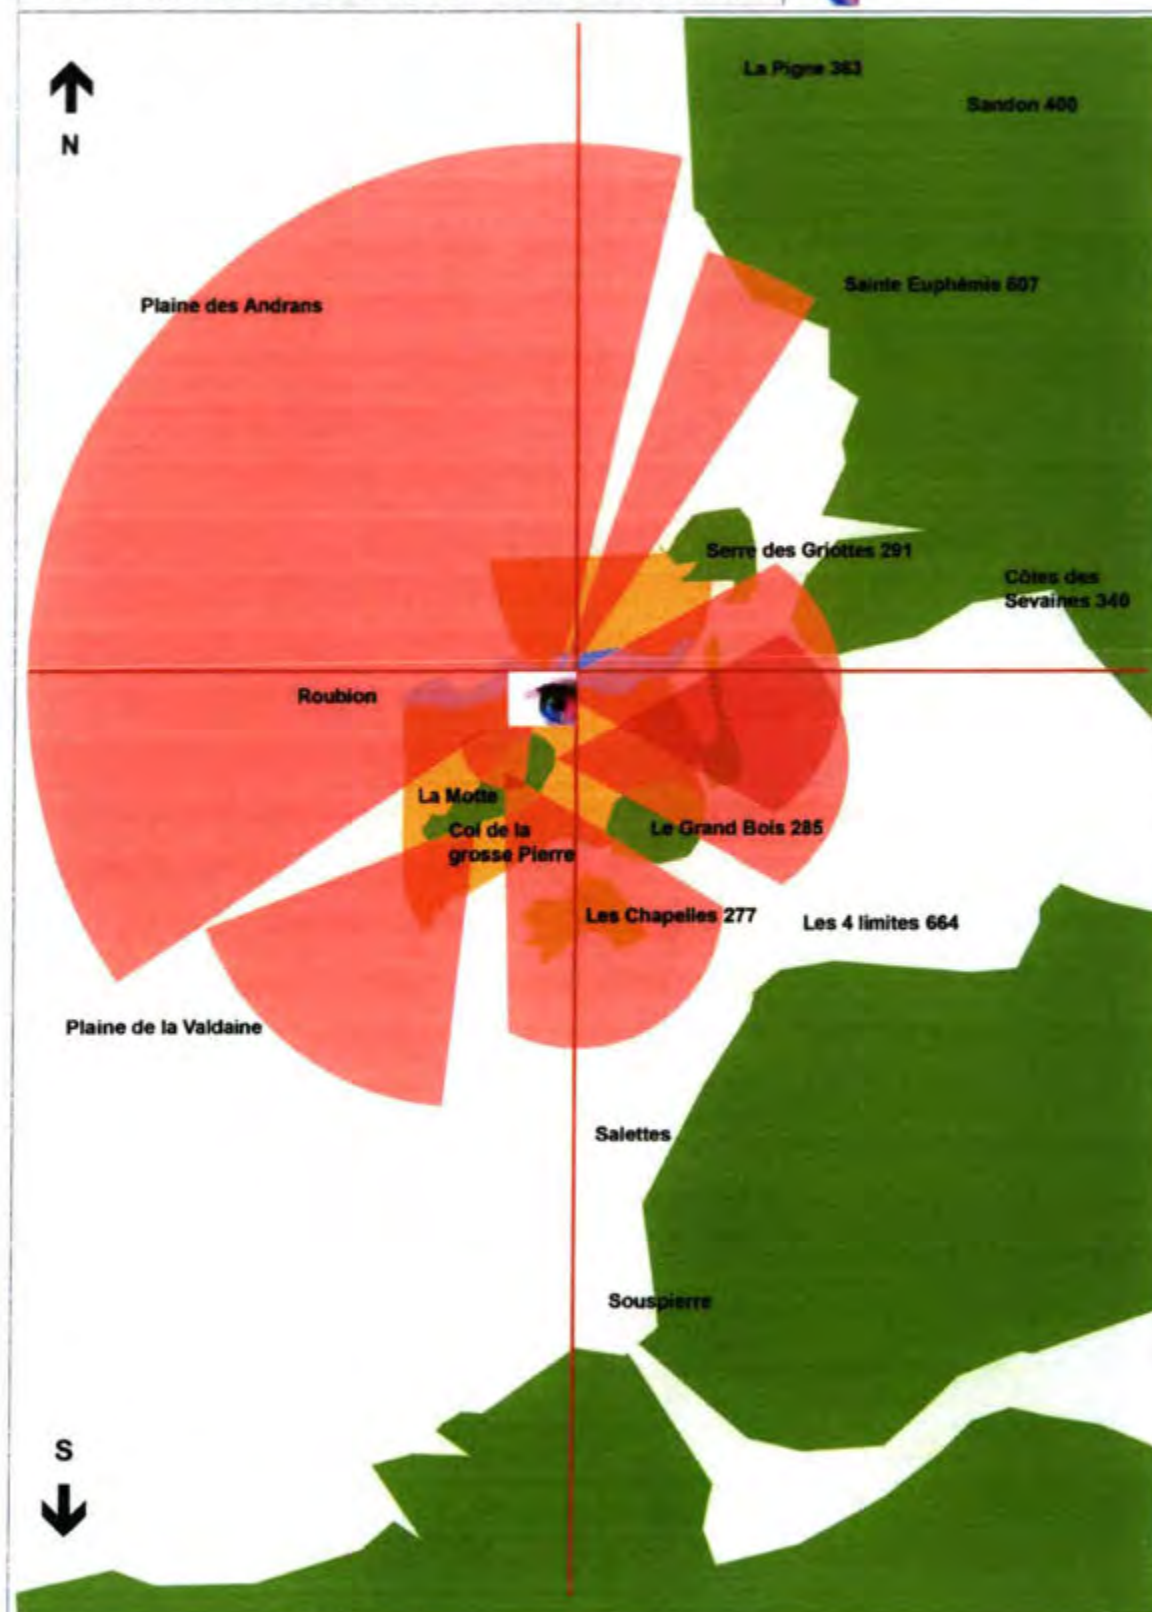 La Pigne 383
Sandon 400
N
Sainte Euphémie 607
Plaine des Andrans
Serre des Griottes 291
Côtes des
Sevaines 340
Roubion
La Motte
Col de la
grosse Pierre
Le Grand Bois 285
Les Chapelles 277
Les 4 limites 664
Plaine de la Valdaine
Salettes
Souspierre
S